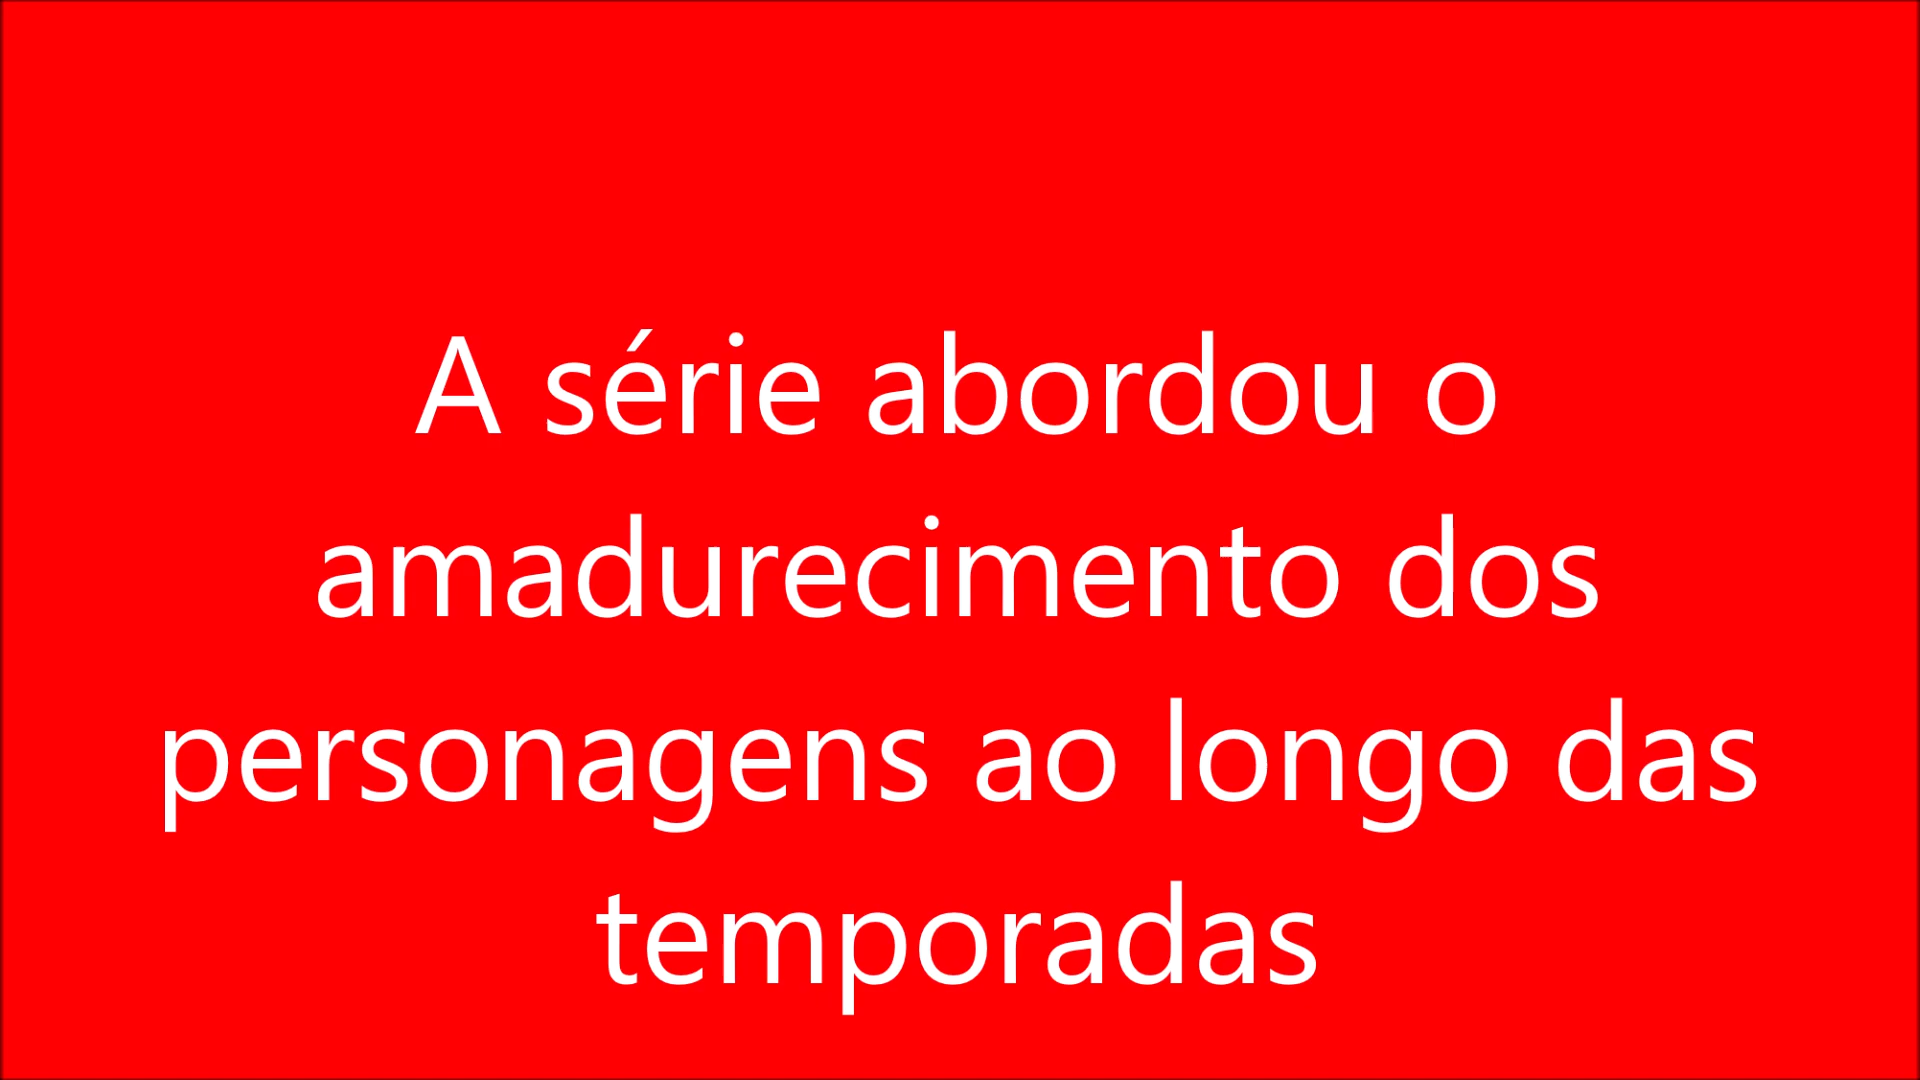 A série abordou o
amadurecimento dos
personagens ao longo das
temporadas